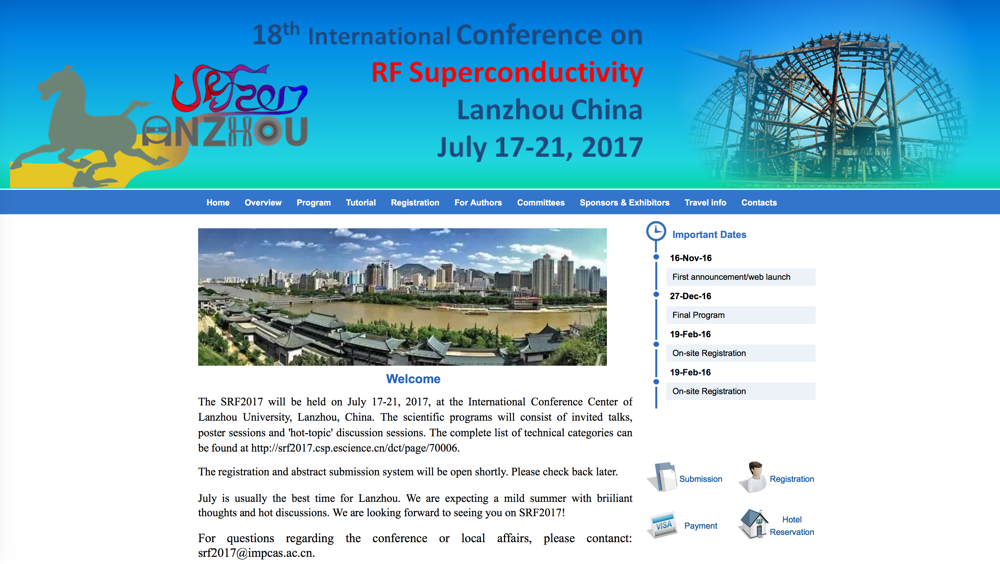 18th International Conference on
RF Superconductivity
Lanzhou China
July 17-21, 2017
SRF2017
LANZHOU
Home Overview Program Tutorial Registration For Authors Committees Sponsors & Exhibitors Travel info Contacts
Important Dates
16-Nov-16
First announcement/web launch
27-Dec-16
Final Program
19-Feb-16
On-site Registration
19-Feb-16
On-site Registration
Welcome
The SRF2017 will be held on July 17-21, 2017, at the International Conference Center of
Lanzhou University, Lanzhou, China. The scientific programs will consist of invited talks,
poster sessions and 'hot-topic' discussion sessions. The complete list of technical categories can
be found at http://srf2017.csp.escience.cn/dct/page/70006.
The registration and abstract submission system will be open shortly. Please check back later.
July is usually the best time for Lanzhou. We are expecting a mild summer with briiliant
thoughts and hot discussions. We are looking forward to seeing you on SRF2017!
For questions regarding the conference or local affairs, please contanct:
srf2017@impcas.ac.cn.
Submission
Registration
VISA
Payment
Hotel
Reservation